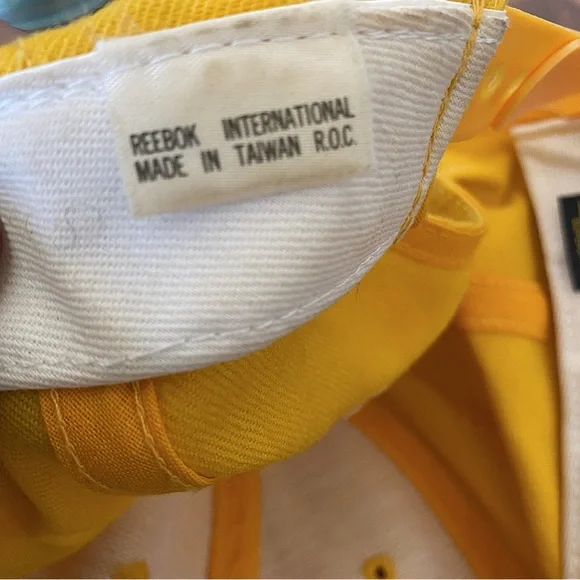 REEBOK INTERNATIONAL
MADE IN TAIWAN R.O.C.